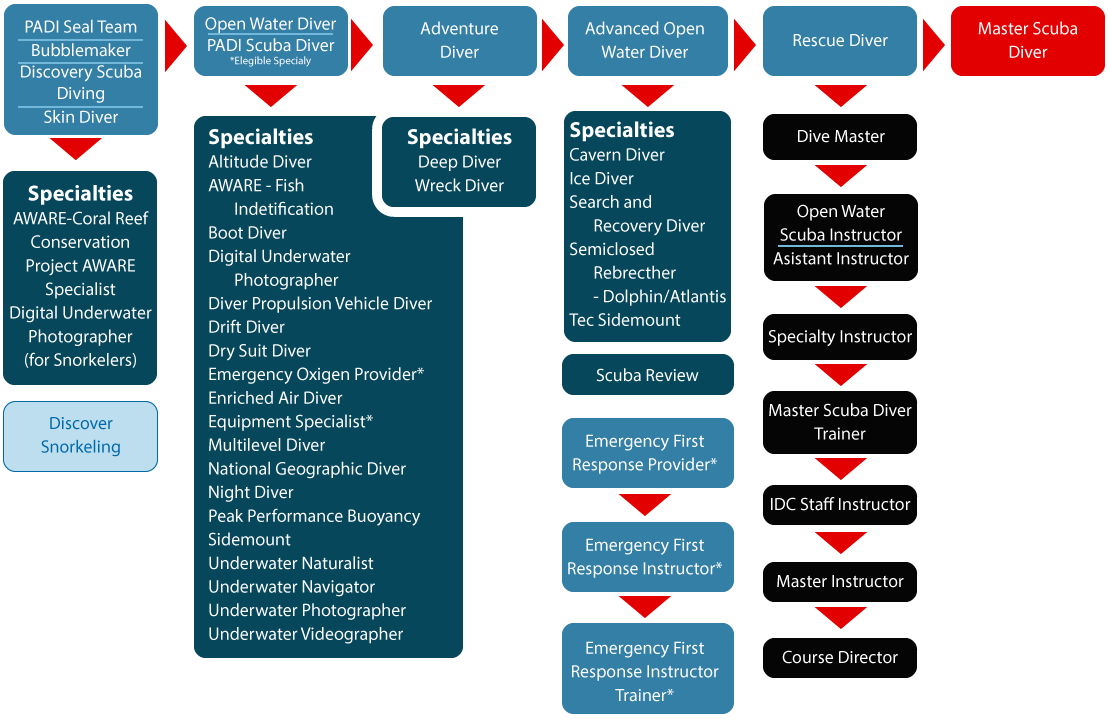 PADI Seal Team
Bubblemaker
Discovery Scuba
Diving
Skin Diver
Open Water Diver
PADI Scuba Diver
*Elegible Specialy
Adventure
Diver
Advanced Open
Water Diver
Rescue Diver
Master Scuba
Diver
Specialties
AWARE-Coral Reef
Conservation
Project AWARE
Specialist
Digital Underwater
Photographer
(for Snorkelers)
Discover
Snorkeling
Specialties
Altitude Diver
AWARE - Fish
Indetification
Boot Diver
Digital Underwater
Photographer
Diver Propulsion Vehicle Diver
Drift Diver
Dry Suit Diver
Emergency Oxigen Provider*
Enriched Air Diver
Equipment Specialist*
Multilevel Diver
National Geographic Diver
Night Diver
Peak Performance Buoyancy
Sidemount
Underwater Naturalist
Underwater Navigator
Underwater Photographer
Underwater Videographer
Specialties
Deep Diver
Wreck Diver
Specialties
Cavern Diver
Ice Diver
Search and
Recovery Diver
Semiclosed
Rebrecther
- Dolphin/Atlantis
Tec Sidemount
Scuba Review
Emergency First
Response Provider*
Emergency First
Response Instructor*
Emergency First
Response Instructor
Trainer*
Dive Master
Open Water
Scuba Instructor
Asistant Instructor
Specialty Instructor
Master Scuba Diver
Trainer
IDC Staff Instructor
Master Instructor
Course Director